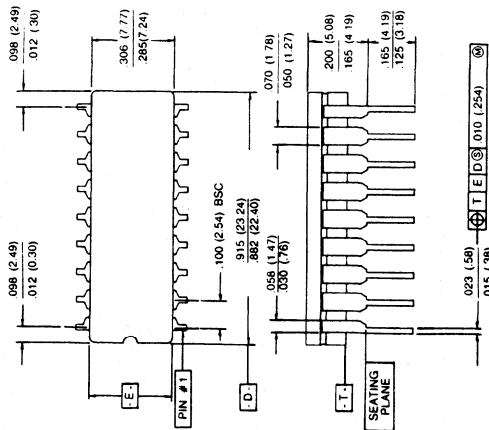 .098 (2.49)
.012 (.30)
.306 (7.77)
.285(7.24)
.070 (1.78)
.050 (1.27)
.200 (5.08)
.165 (4.19)
.165 (4.19)
.125 (3.18)
T E D Ⓢ .010 (.254) Ⓜ
.098 (2.49)
.012 (0.30)
.100 (2.54) BSC
.915 (23.24)
.882 (22.40)
.058 (1.47)
.030 (.76)
.023 (.58)
.015 (.38)
- E -
PIN #1
- D -
- T -
SEATING
PLANE